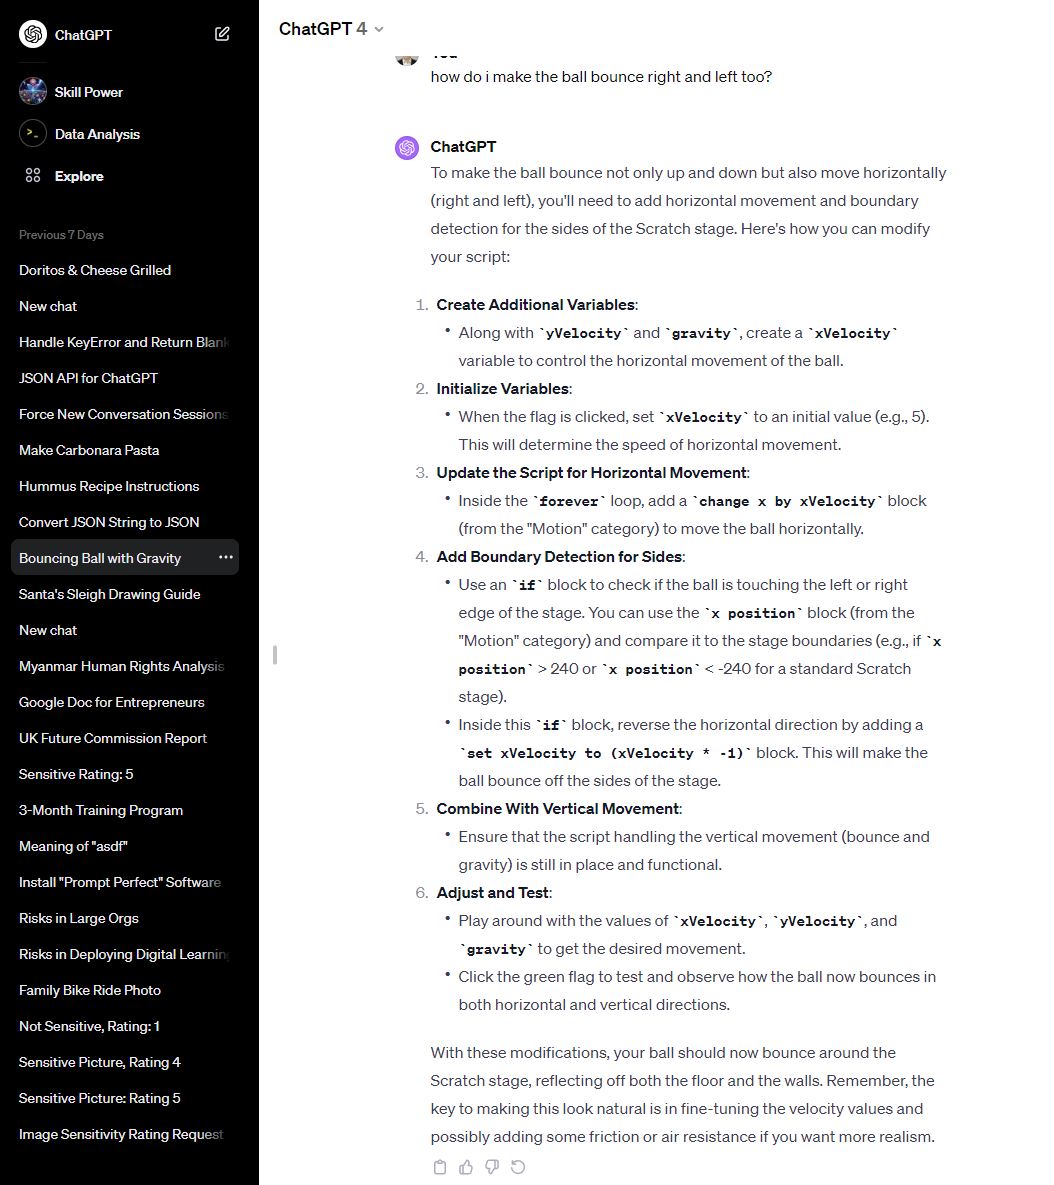 ChatGPT
Skill Power
Data Analysis
Explore
Previous 7 Days
Doritos & Cheese Grilled
New chat
Handle KeyError and Return Blank
JSON API for ChatGPT
Force New Conversation Sessions
Make Carbonara Pasta
Hummus Recipe Instructions
Convert JSON String to JSON
Bouncing Ball with Gravity
Santa's Sleigh Drawing Guide
New chat
Myanmar Human Rights Analysis
Google Doc for Entrepreneurs
UK Future Commission Report
Sensitive Rating: 5
3-Month Training Program
Meaning of "asdf"
Install "Prompt Perfect" Software
Risks in Large Orgs
Risks in Deploying Digital Learning
Family Bike Ride Photo
Not Sensitive, Rating: 1
Sensitive Picture, Rating 4
Sensitive Picture: Rating 5
Image Sensitivity Rating Request
ChatGPT 4
You
how do i make the ball bounce right and left too?
ChatGPT
To make the ball bounce not only up and down but also move horizontally
(right and left), you'll need to add horizontal movement and boundary
detection for the sides of the Scratch stage. Here's how you can modify
your script:
1. Create Additional Variables:
• Along with `yVelocity` and `gravity`, create a `xVelocity`
variable to control the horizontal movement of the ball.
2. Initialize Variables:
• When the flag is clicked, set `xVelocity` to an initial value (e.g., 5).
This will determine the speed of horizontal movement.
3. Update the Script for Horizontal Movement:
• Inside the `forever` loop, add a `change x by xVelocity` block
(from the "Motion" category) to move the ball horizontally.
4. Add Boundary Detection for Sides:
• Use an `if` block to check if the ball is touching the left or right
edge of the stage. You can use the `x position` block (from the
"Motion" category) and compare it to the stage boundaries (e.g., if `x
position` > 240 or `x position` < -240 for a standard Scratch
stage).
• Inside this `if` block, reverse the horizontal direction by adding a
`set xVelocity to (xVelocity * -1)` block. This will make the
ball bounce off the sides of the stage.
5. Combine With Vertical Movement:
• Ensure that the script handling the vertical movement (bounce and
gravity) is still in place and functional.
6. Adjust and Test:
• Play around with the values of `xVelocity`, `yVelocity`, and
`gravity` to get the desired movement.
• Click the green flag to test and observe how the ball now bounces in
both horizontal and vertical directions.
With these modifications, your ball should now bounce around the
Scratch stage, reflecting off both the floor and the walls. Remember, the
key to making this look natural is in fine-tuning the velocity values and
possibly adding some friction or air resistance if you want more realism.